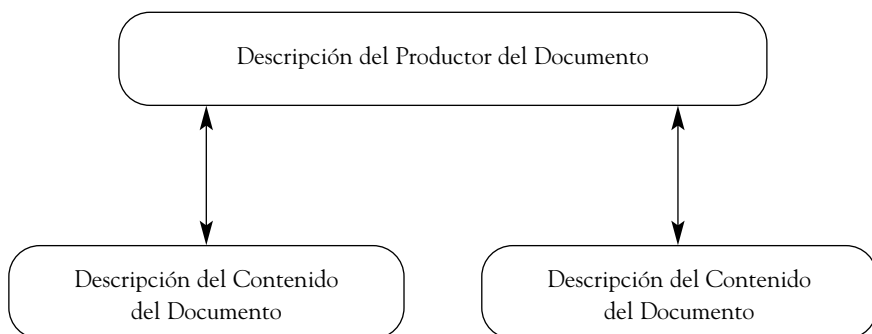 Descripción del Productor del Documento
Descripción del Contenido
del Documento
Descripción del Contenido
del Documento